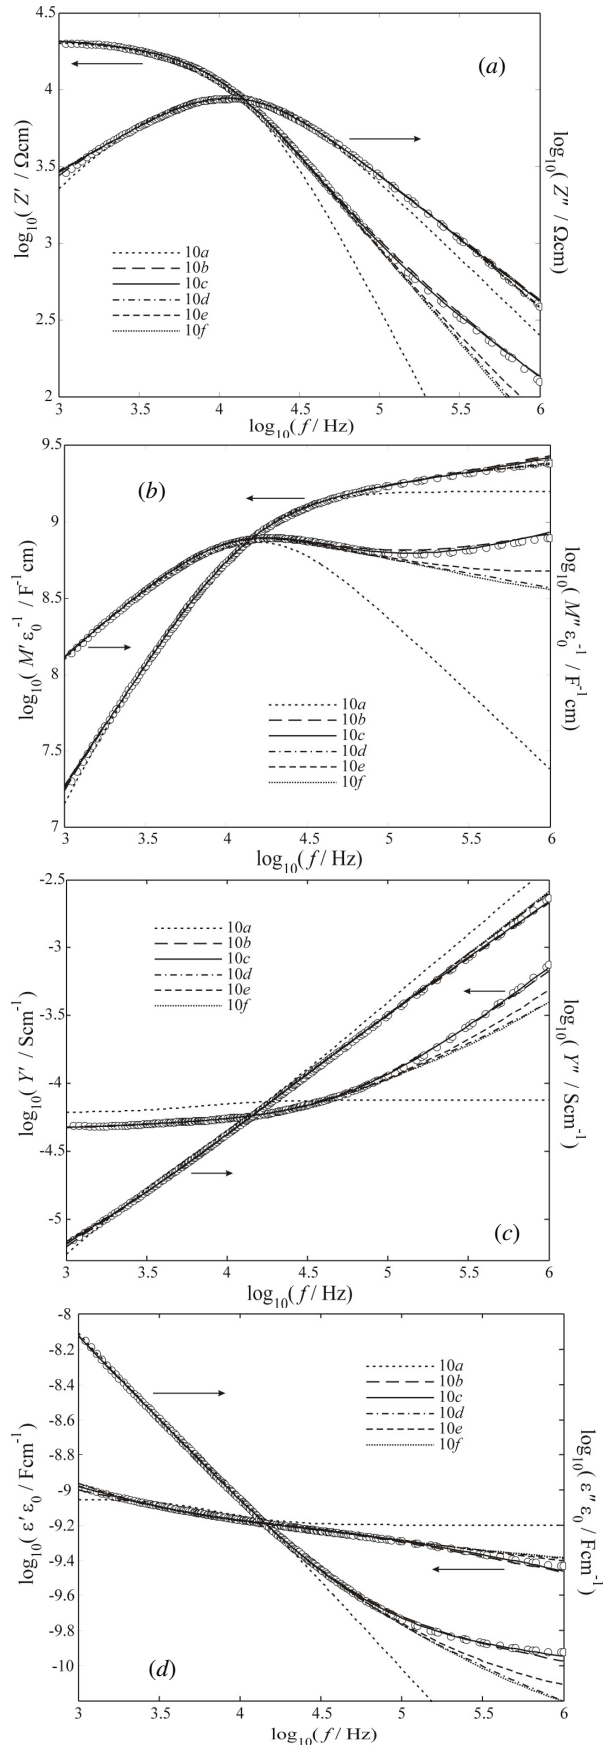 4.5
4
3.5
3
2.5
2
log₁₀(Z′ / Ωcm)
(a)
10a
10b
10c
10d
10e
10f
log₁₀(Z″ / Ωcm)
3 3.5 4 4.5 5 5.5 6
log₁₀(f / Hz)
9.5
9
8.5
8
7.5
7
log₁₀(M′ ε₀⁻¹ / F⁻¹cm)
(b)
10a
10b
10c
10d
10e
10f
log₁₀(M″ ε₀⁻¹ / F⁻¹cm)
3 3.5 4 4.5 5 5.5 6
log₁₀(f / Hz)
-2.5
-3
-3.5
-4
-4.5
-5
log₁₀(Y′ / Scm⁻¹)
10a
10b
10c
10d
10e
10f
log₁₀(Y″ / Scm⁻¹)
(c)
3 3.5 4 4.5 5 5.5 6
log₁₀(f / Hz)
-8
-8.2
-8.4
-8.6
-8.8
-9
-9.2
-9.4
-9.6
-9.8
-10
log₁₀(ε′ ε₀ / Fcm⁻¹)
10a
10b
10c
10d
10e
10f
log₁₀(ε″ ε₀ / Fcm⁻¹)
(d)
3 3.5 4 4.5 5 5.5 6
log₁₀(f / Hz)